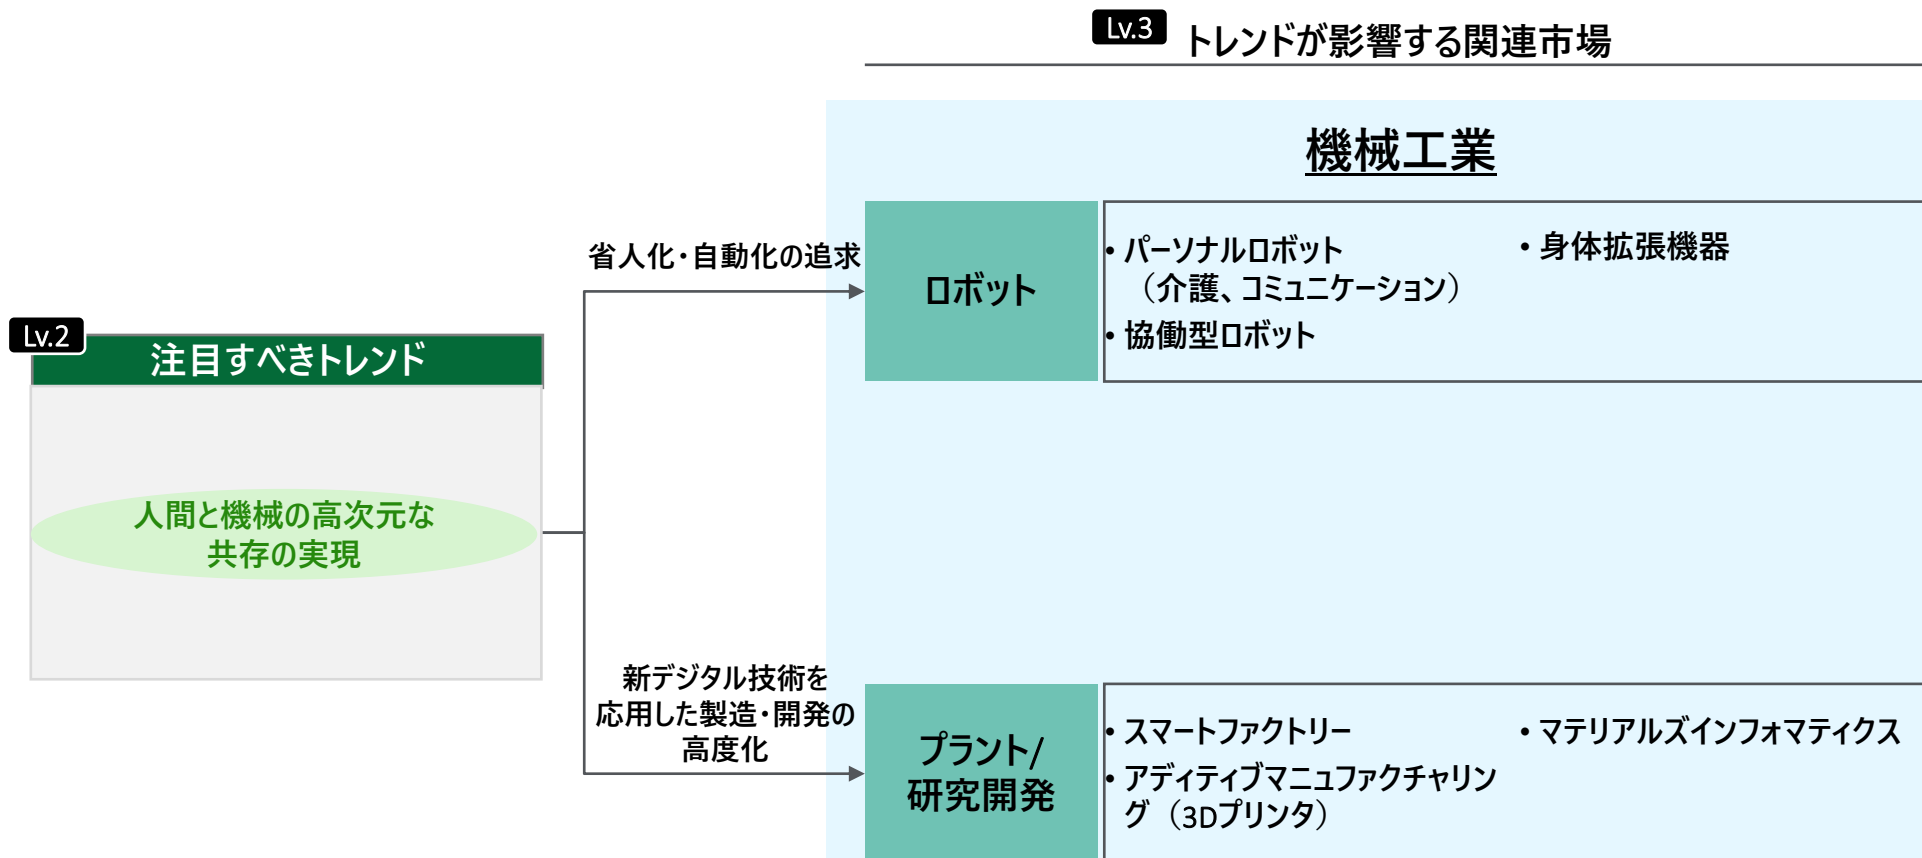 Lv.3 トレンドが影響する関連市場
機械工業
省人化・自動化の追求
ロボット
・パーソナルロボット
（介護、コミュニケーション）
・協働型ロボット
・身体拡張機器
Lv.2
注目すべきトレンド
人間と機械の高次元な
共存の実現
新デジタル技術を
応用した製造・開発の
高度化
プラント/
研究開発
・スマートファクトリー
・アディティブマニュファクチャリン
グ（3Dプリンタ）
・マテリアルズインフォマティクス